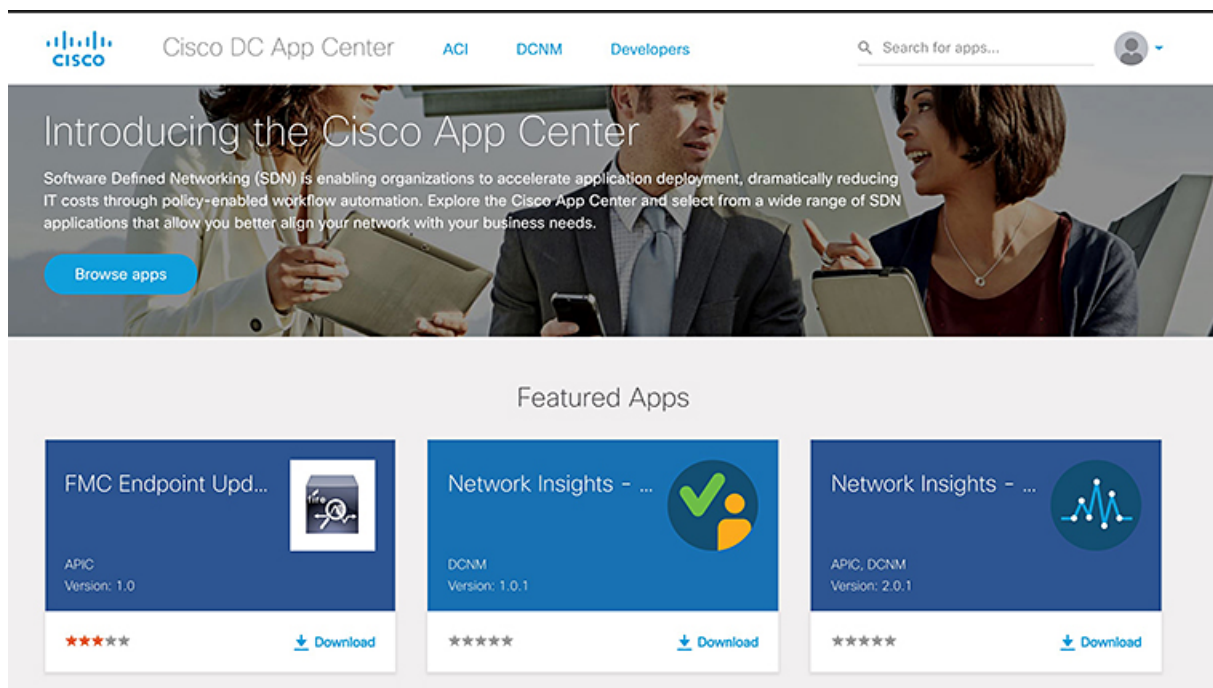 CISCO
Cisco DC App Center
ACI
DCNM
Developers
Search for apps...
Introducing the Cisco App Center
Software Defined Networking (SDN) is enabling organizations to accelerate application deployment, dramatically reducing
IT costs through policy-enabled workflow automation. Explore the Cisco App Center and select from a wide range of SDN
applications that allow you better align your network with your business needs.
Browse apps
Featured Apps
FMC Endpoint Upd...
fire
APIC
Version: 1.0
Download
Network Insights - ...
DCNM
Version: 1.0.1
Download
Network Insights - ...
APIC, DCNM
Version: 2.0.1
Download